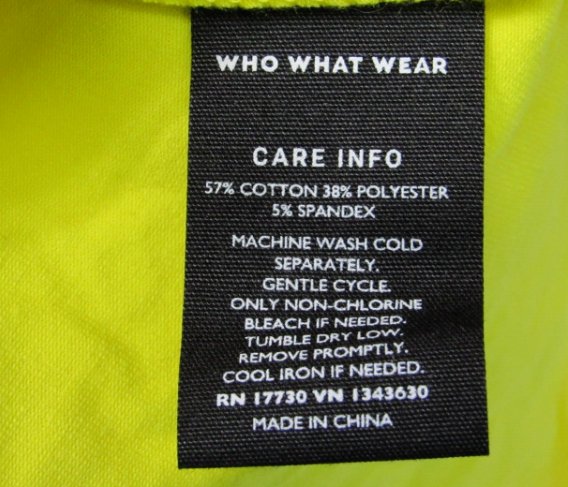 WHO WHAT WEAR
CARE INFO
57% COTTON 38% POLYESTER
5% SPANDEX
MACHINE WASH COLD
SEPARATELY.
GENTLE CYCLE.
ONLY NON-CHLORINE
BLEACH IF NEEDED.
TUMBLE DRY LOW.
REMOVE PROMPTLY.
COOL IRON IF NEEDED.
RN 17730 VN 1343630
MADE IN CHINA